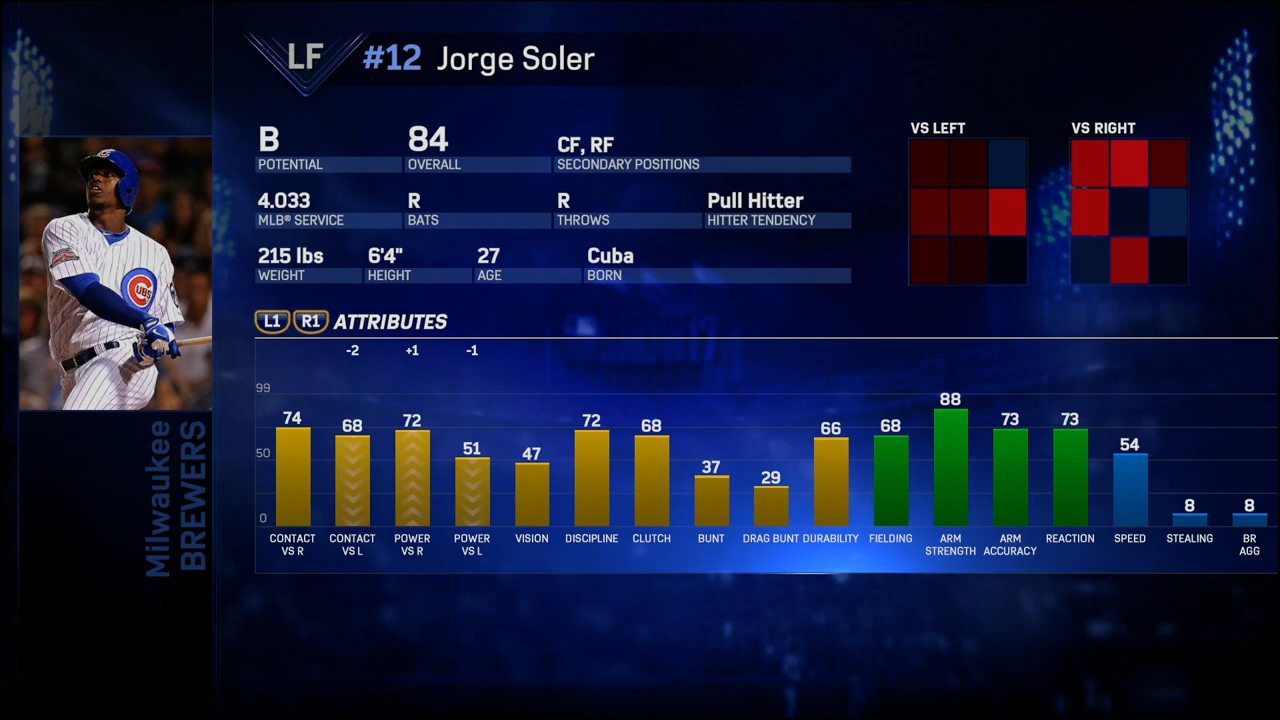 LF #12 Jorge Soler
B 84 CF, RF
POTENTIAL OVERALL SECONDARY POSITIONS
4.033 R R Pull Hitter
MLB® SERVICE BATS THROWS HITTER TENDENCY
215 lbs 6'4" 27 Cuba
WEIGHT HEIGHT AGE BORN
VS LEFT VS RIGHT
CUBS
Milwaukee
BREWERS
L1 R1 ATTRIBUTES
-2 +1 -1
99
50
0
74 68 72 51 47 72 68 37 29 66 68 88 73 73 54 8 8
CONTACT CONTACT POWER POWER VISION DISCIPLINE CLUTCH BUNT DRAG BUNT DURABILITY FIELDING ARM ARM REACTION SPEED STEALING BR
VS R VS L VS R VS L STRENGTH ACCURACY AGG